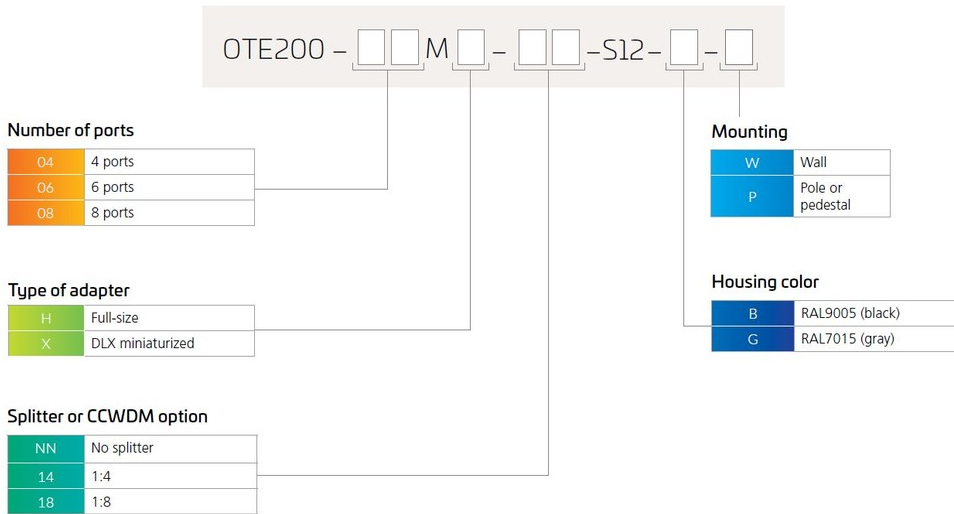 OTE200 – M – –S12– –
Number of ports
04 4 ports
06 6 ports
08 8 ports
Mounting
W Wall
P Pole or
pedestal
Type of adapter
H Full-size
X DLX miniaturized
Housing color
B RAL9005 (black)
G RAL7015 (gray)
Splitter or CCWDM option
NN No splitter
14 1:4
18 1:8